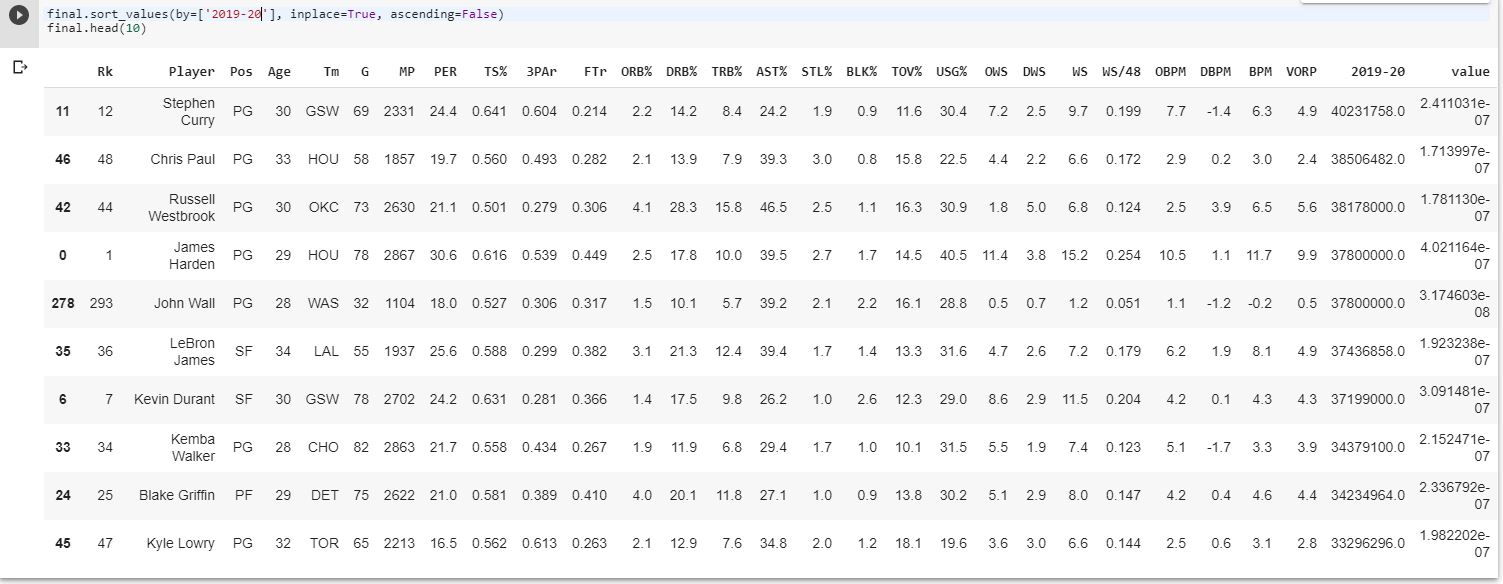 final.sort_values(by=['2019-20'], inplace=True, ascending=False)
final.head(10)
Rk Player Pos Age Tm G MP PER TS% 3PAr FTr ORB% DRB% TRB% AST% STL% BLK% TOV% USG% OWS DWS WS WS/48 OBPM DBPM BPM VORP 2019-20 value
11 12 Stephen Curry PG 30 GSW 69 2331 24.4 0.641 0.604 0.214 2.2 14.2 8.4 24.2 1.9 0.9 11.6 30.4 7.2 2.5 9.7 0.199 7.7 -1.4 6.3 4.9 40231758.0 2.411031e-07
46 48 Chris Paul PG 33 HOU 58 1857 19.7 0.560 0.493 0.282 2.1 13.9 7.9 39.3 3.0 0.8 15.8 22.5 4.4 2.2 6.6 0.172 2.9 0.2 3.0 2.4 38506482.0 1.713997e-07
42 44 Russell Westbrook PG 30 OKC 73 2630 21.1 0.501 0.279 0.306 4.1 28.3 15.8 46.5 2.5 1.1 16.3 30.9 1.8 5.0 6.8 0.124 2.5 3.9 6.5 5.6 38178000.0 1.781130e-07
0 1 James Harden PG 29 HOU 78 2867 30.6 0.616 0.539 0.449 2.5 17.8 10.0 39.5 2.7 1.7 14.5 40.5 11.4 3.8 15.2 0.254 10.5 1.1 11.7 9.9 37800000.0 4.021164e-07
278 293 John Wall PG 28 WAS 32 1104 18.0 0.527 0.306 0.317 1.5 10.1 5.7 39.2 2.1 2.2 16.1 28.8 0.5 0.7 1.2 0.051 1.1 -1.2 -0.2 0.5 37800000.0 3.174603e-08
35 36 LeBron James SF 34 LAL 55 1937 25.6 0.588 0.299 0.382 3.1 21.3 12.4 39.4 1.7 1.4 13.3 31.6 4.7 2.6 7.2 0.179 6.2 1.9 8.1 4.9 37436858.0 1.923238e-07
6 7 Kevin Durant SF 30 GSW 78 2702 24.2 0.631 0.281 0.366 1.4 17.5 9.8 26.2 1.0 2.6 12.3 29.0 8.6 2.9 11.5 0.204 4.2 0.1 4.3 4.3 37199000.0 3.091481e-07
33 34 Kemba Walker PG 28 CHO 82 2863 21.7 0.558 0.434 0.267 1.9 11.9 6.8 29.4 1.7 1.0 10.1 31.5 5.5 1.9 7.4 0.123 5.1 -1.7 3.3 3.9 34379100.0 2.152471e-07
24 25 Blake Griffin PF 29 DET 75 2622 21.0 0.581 0.389 0.410 4.0 20.1 11.8 27.1 1.0 0.9 13.8 30.2 5.1 2.9 8.0 0.147 4.2 0.4 4.6 4.4 34234964.0 2.336792e-07
45 47 Kyle Lowry PG 32 TOR 65 2213 16.5 0.562 0.613 0.263 2.1 12.9 7.6 34.8 2.0 1.2 18.1 19.6 3.6 3.0 6.6 0.144 2.5 0.6 3.1 2.8 33296296.0 1.982202e-07